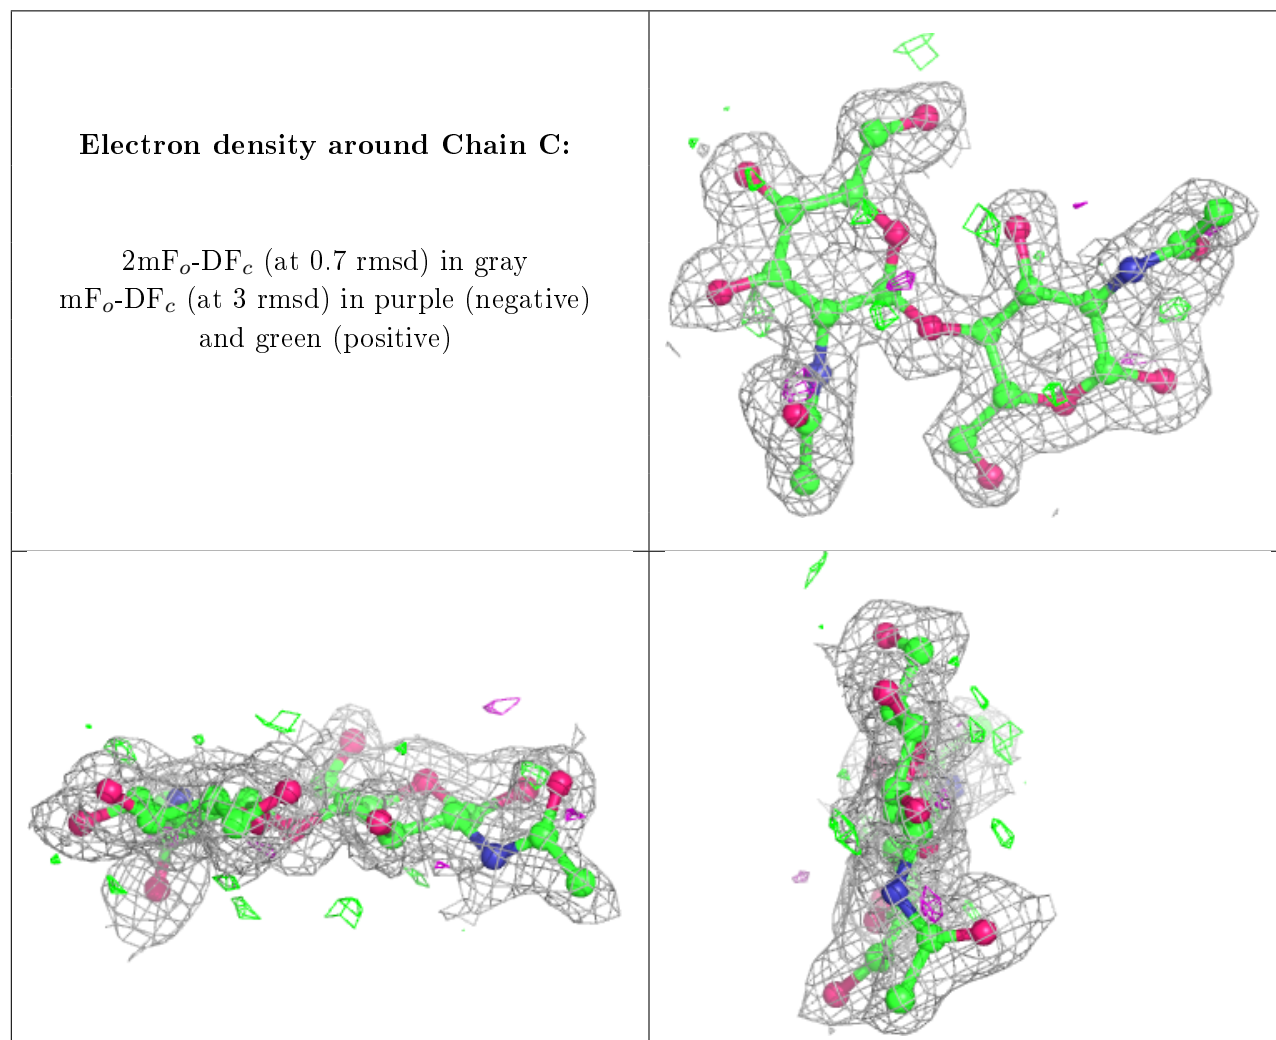 Electron density around Chain C:
2mFo-DFc (at 0.7 rmsd) in gray
mFo-DFc (at 3 rmsd) in purple (negative)
and green (positive)